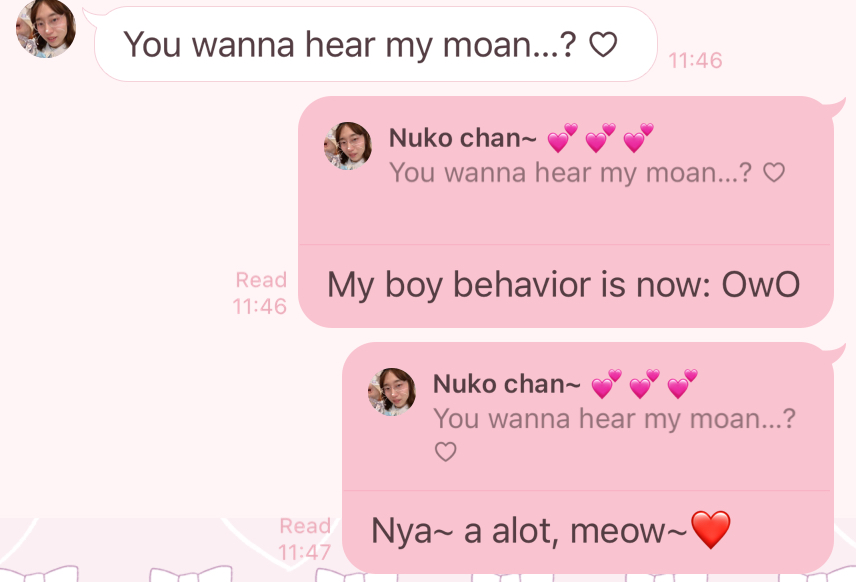 You wanna hear my moan...? ♡
11:46
Nuko chan~ 💕 💕 💕
You wanna hear my moan...? ♡
Read
11:46
My boy behavior is now: OwO
Nuko chan~ 💕 💕 💕
You wanna hear my moan...?
♡
Read
11:47
Nya~ a alot, meow~❤️